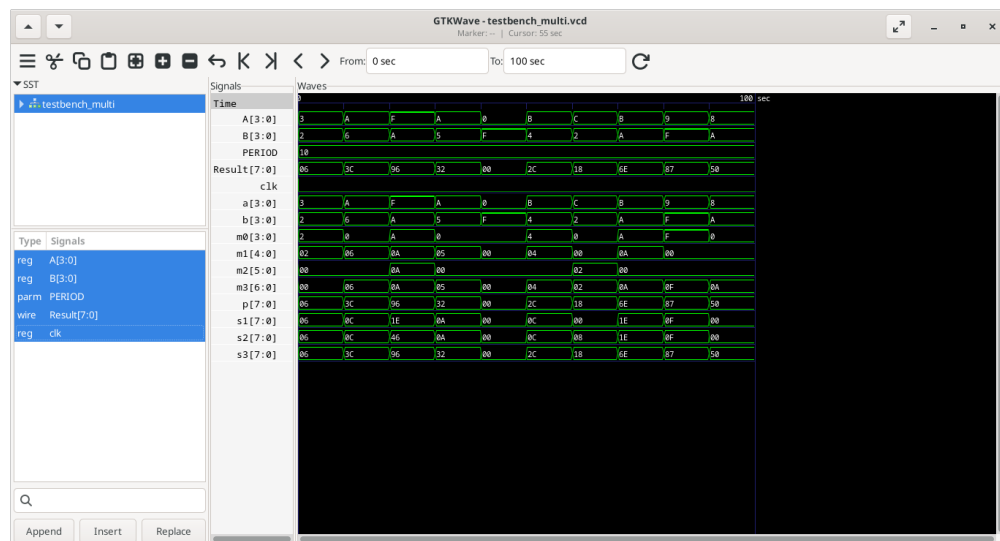 GTKWave - testbench_multi.vcd
Marker: -- | Cursor: 55 sec
From: 0 sec To: 100 sec
SST
testbench_multi
Type Signals
reg A[3:0]
reg B[3:0]
parm PERIOD
wire Result[7:0]
reg clk
Append Insert Replace
Signals Waves
Time 0 100 sec
A[3:0] 3 A F A 0 B C B 9 8
B[3:0] 2 6 A 5 F 4 2 A F A
PERIOD 10
Result[7:0] 06 3C 96 32 00 2C 18 6E 87 50
clk
a[3:0] 3 A F A 0 B C B 9 8
b[3:0] 2 6 A 5 F 4 2 A F A
m0[3:0] 2 0 A 0 4 0 A F 0
m1[4:0] 02 06 0A 05 00 04 00 0A 00
m2[5:0] 00 0A 00 02 00
m3[6:0] 00 06 0A 05 00 04 02 0A 0F 0A
p[7:0] 06 3C 96 32 00 2C 18 6E 87 50
s1[7:0] 06 0C 1E 0A 00 0C 00 1E 0F 00
s2[7:0] 06 0C 46 0A 00 0C 08 1E 0F 00
s3[7:0] 06 3C 96 32 00 2C 18 6E 87 50